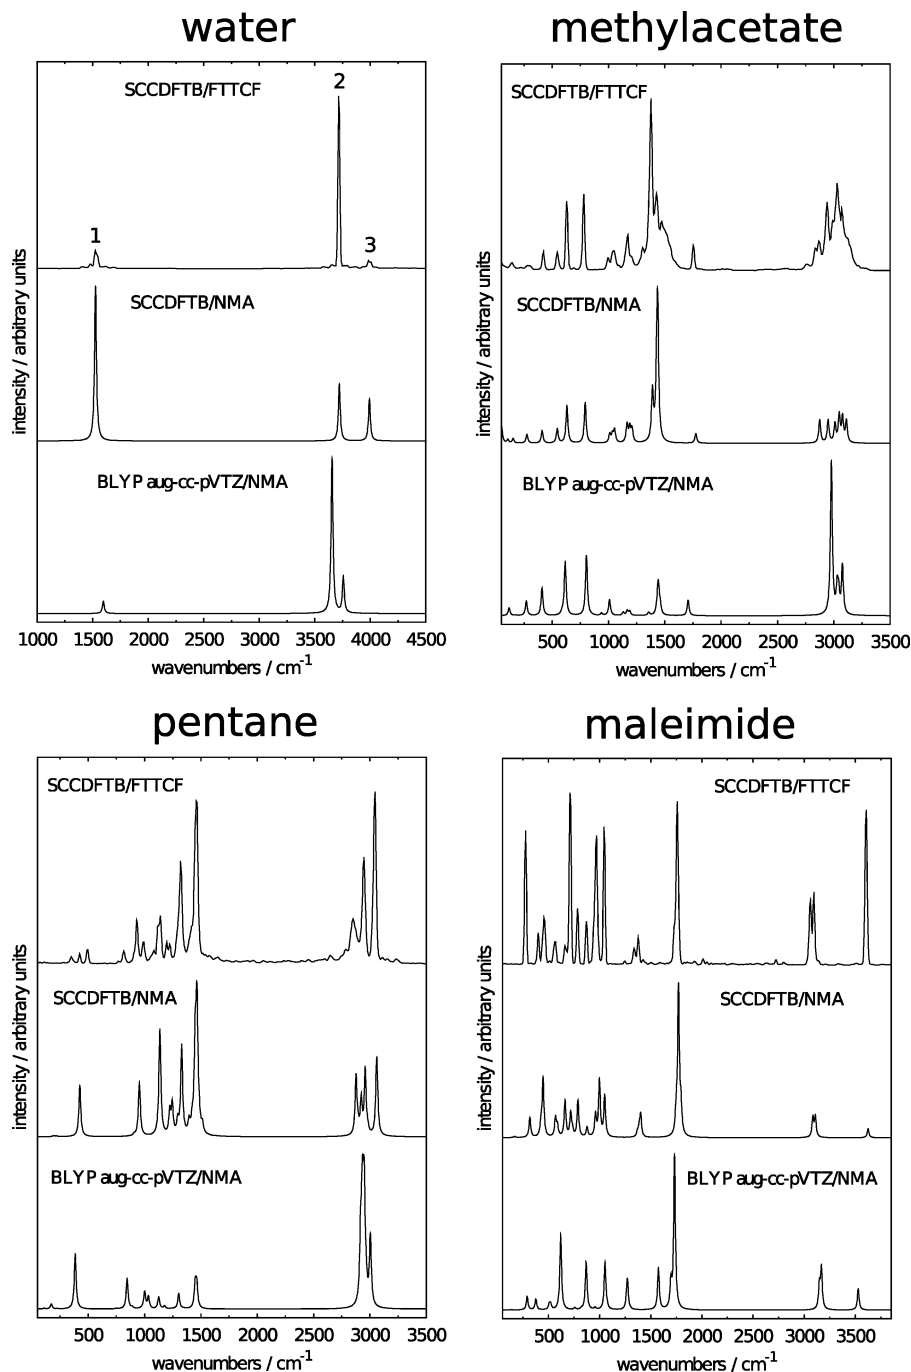 water
methylacetate
SCCDFTB/FTTCF
1
2
3
SCCDFTB/NMA
BLYP aug-cc-pVTZ/NMA
intensity / arbitrary units
1000 1500 2000 2500 3000 3500 4000 4500
wavenumbers / cm-1
SCCDFTB/FTTCF
SCCDFTB/NMA
BLYP aug-cc-pVTZ/NMA
intensity / arbitrary units
500 1000 1500 2000 2500 3000 3500
wavenumbers / cm-1
pentane
maleimide
SCCDFTB/FTTCF
SCCDFTB/NMA
BLYP aug-cc-pVTZ/NMA
intensity / arbitrary units
500 1000 1500 2000 2500 3000 3500
wavenumbers / cm-1
SCCDFTB/FTTCF
SCCDFTB/NMA
BLYP aug-cc-pVTZ/NMA
intensity / arbitrary units
500 1000 1500 2000 2500 3000 3500
wavenumbers / cm-1